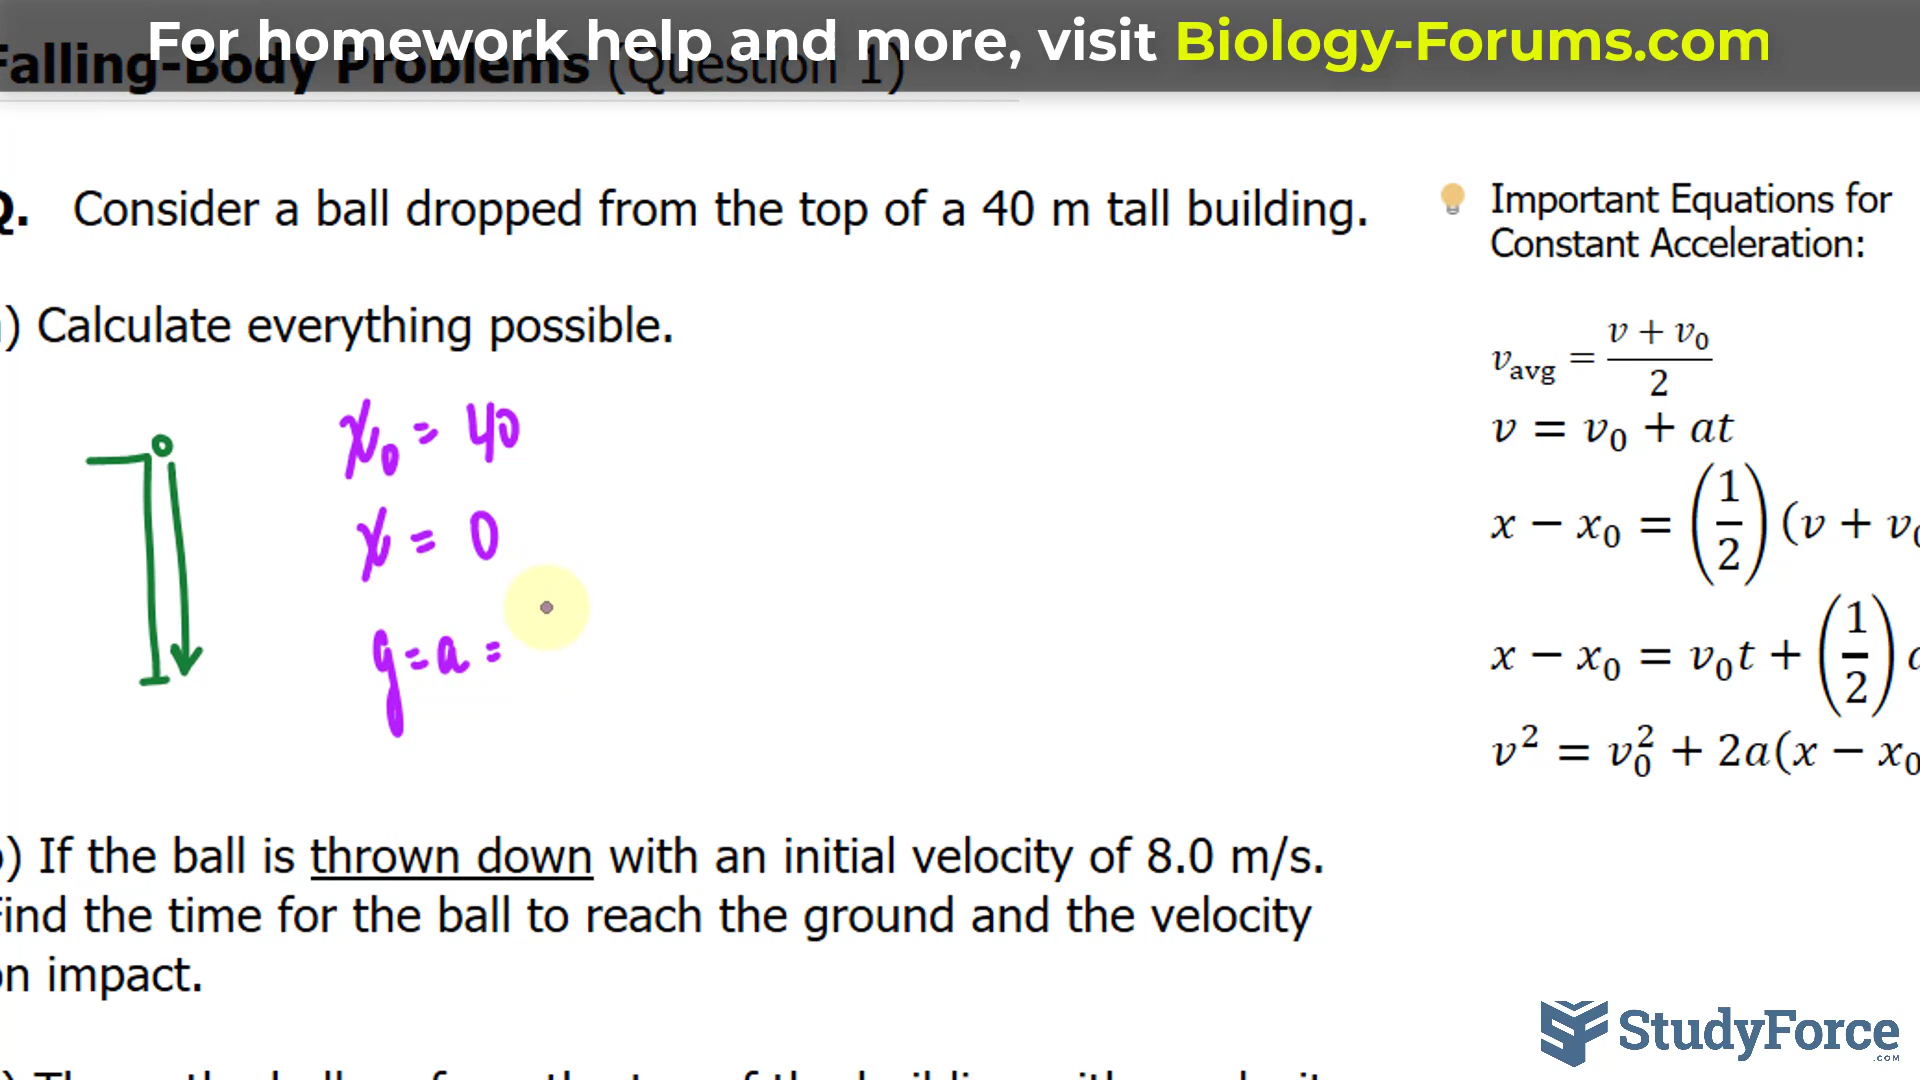 For homework help and more, visit Biology-Forums.com
Falling-Body Problems (Question 1)
Q. Consider a ball dropped from the top of a 40 m tall building.
) Calculate everything possible.
x₀ = 40
x = 0
g = a =
) If the ball is thrown down with an initial velocity of 8.0 m/s.
Find the time for the ball to reach the ground and the velocity
on impact.
Important Equations for
Constant Acceleration:
v_avg = (v + v₀)/2
v = v₀ + at
x − x₀ = (1/2) (v + v₀
x − x₀ = v₀t + (1/2)
v² = v₀² + 2a(x − x₀
StudyForce
.COM